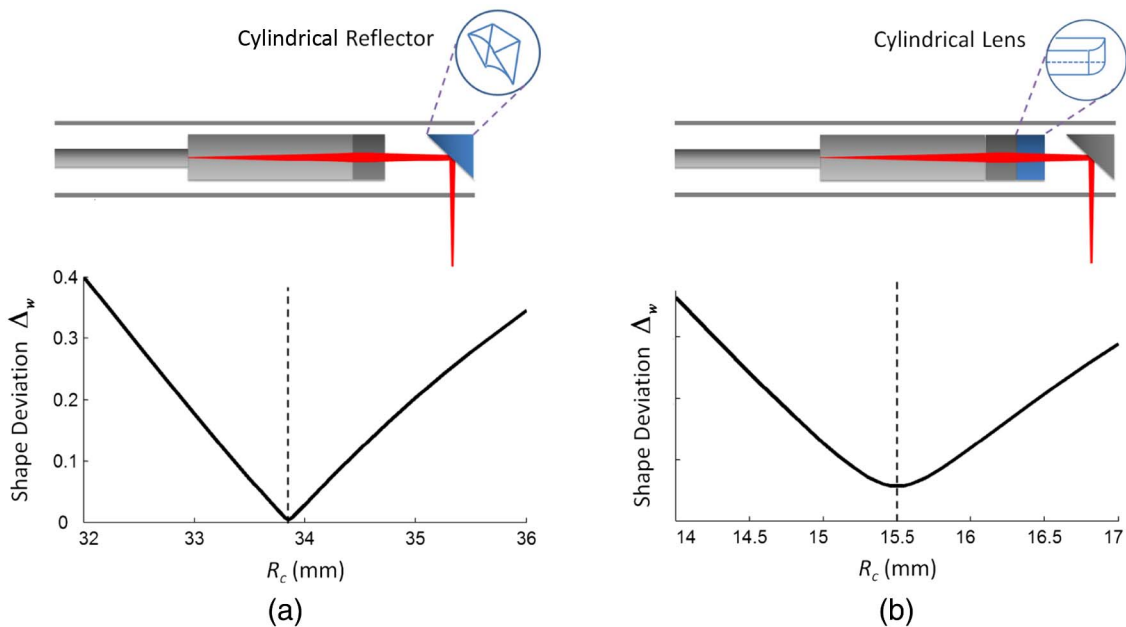 Cylindrical Reflector
Cylindrical Lens
Shape Deviation Δw
0.4
0.3
0.2
0.1
0
32
33
34
35
36
Rc (mm)
(a)
Shape Deviation Δw
14
14.5
15
15.5
16
16.5
17
Rc (mm)
(b)